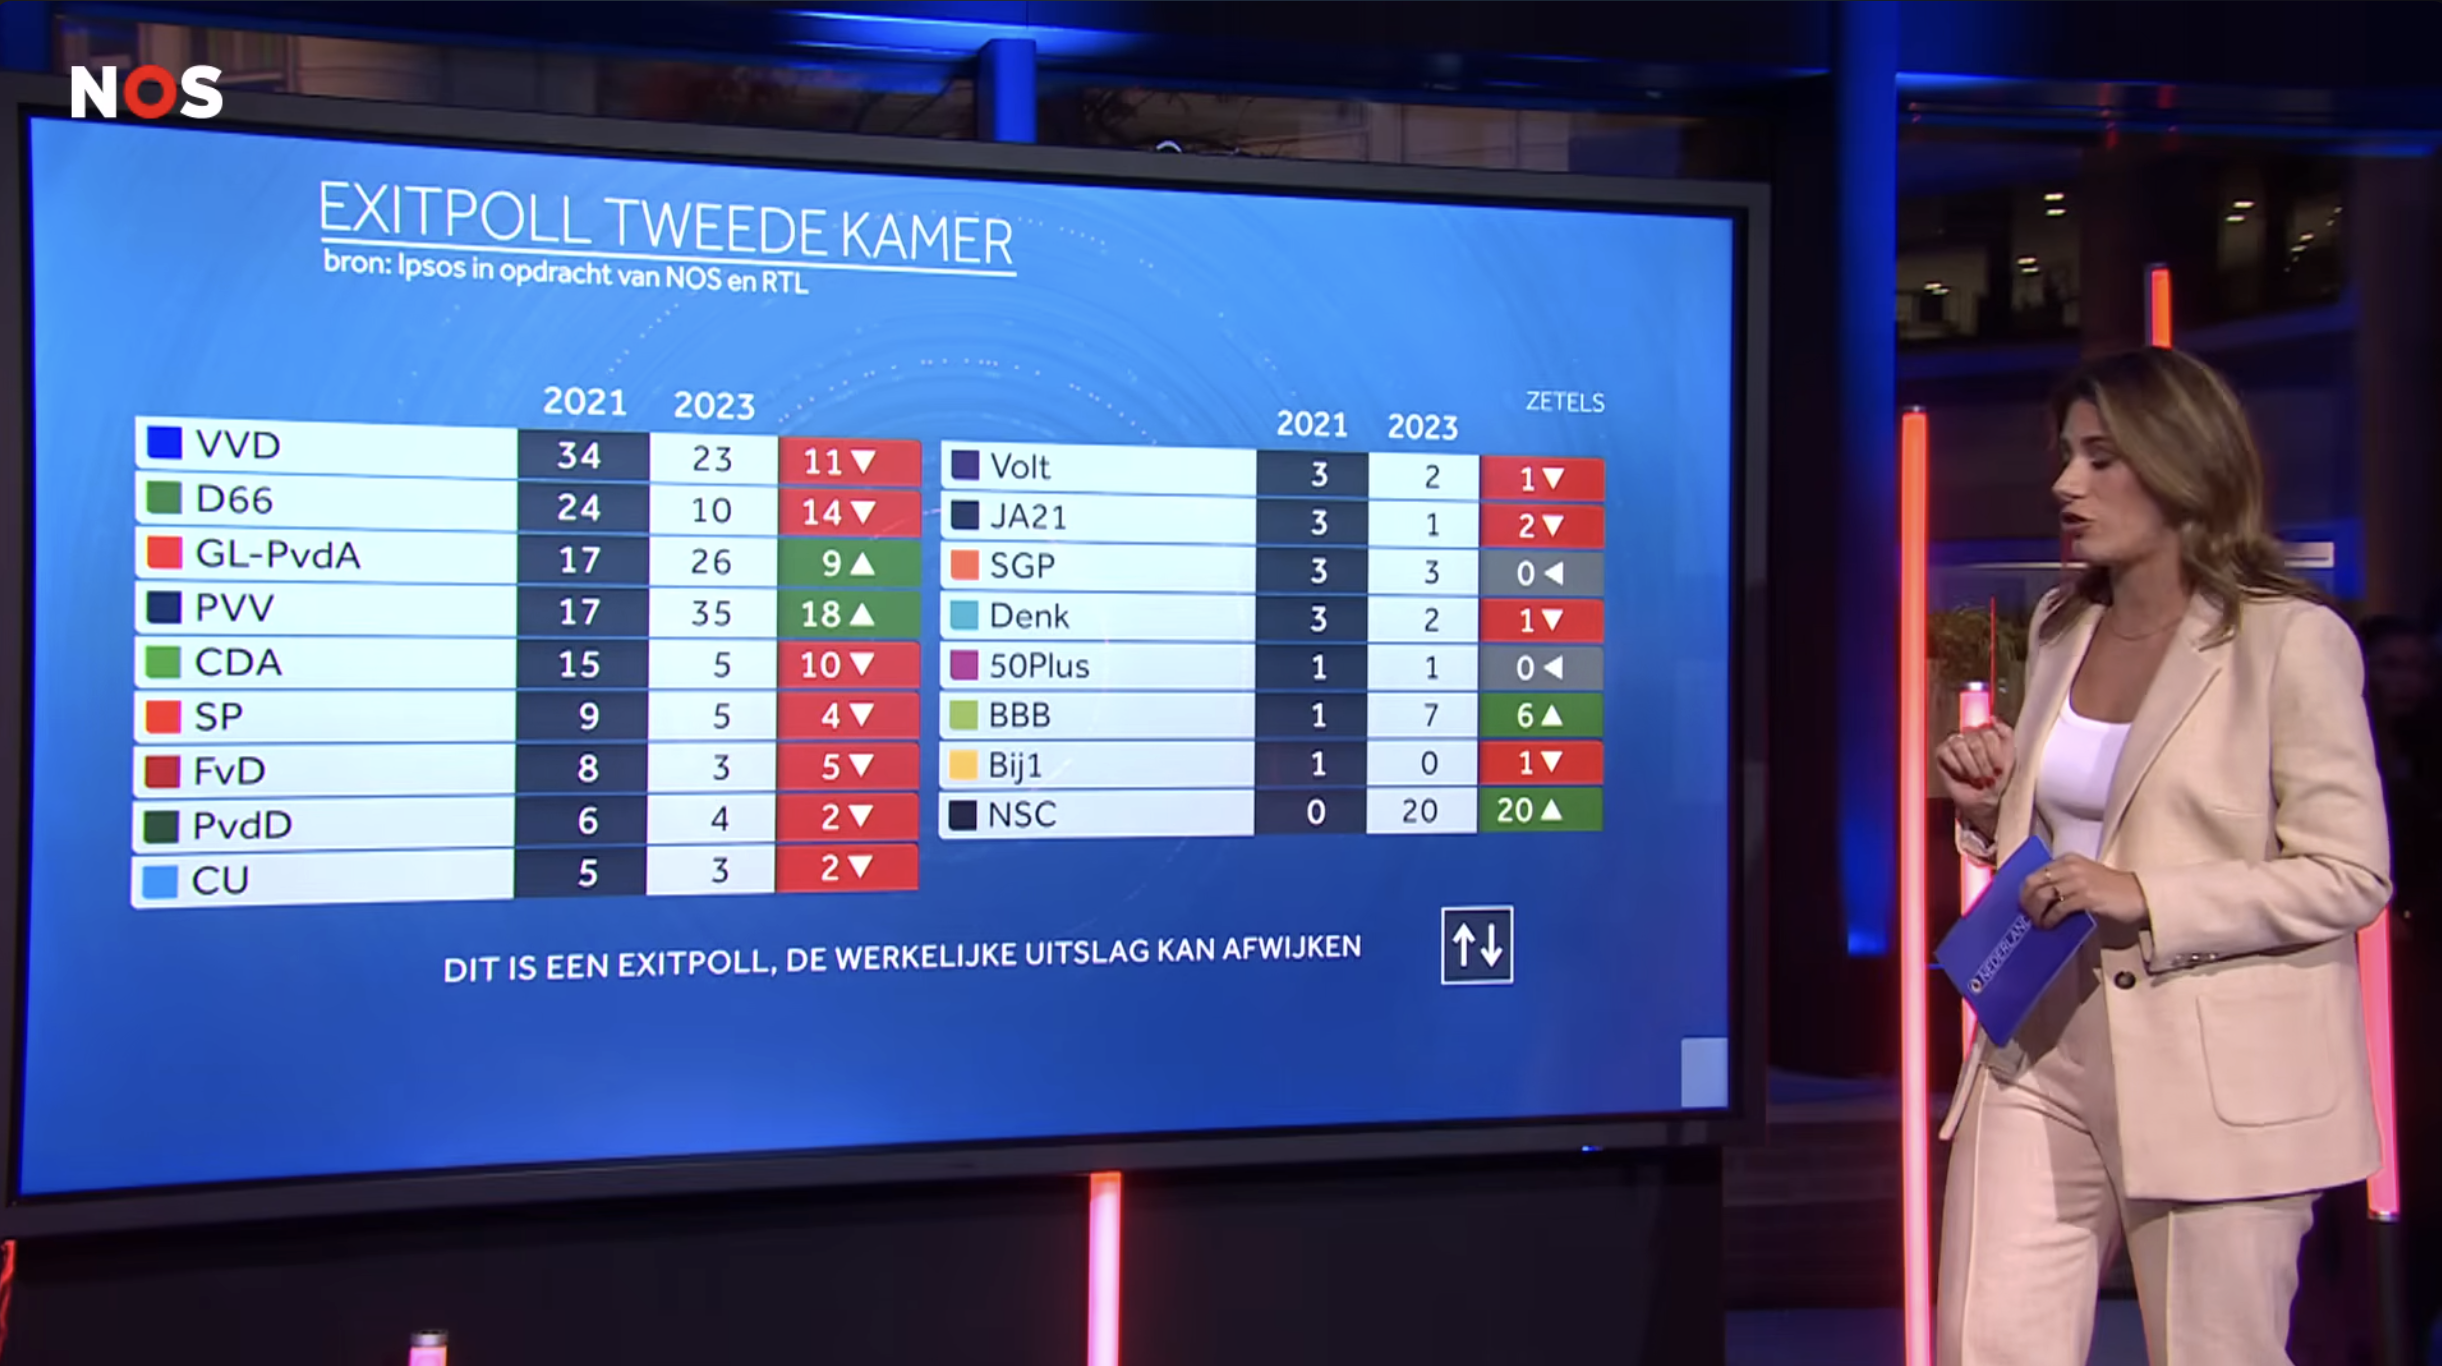 NOS
EXITPOLL TWEEDE KAMER
bron: Ipsos in opdracht van NOS en RTL
2021 2023
VVD 34 23 11▼
D66 24 10 14▼
GL-PvdA 17 26 9▲
PVV 17 35 18▲
CDA 15 5 10▼
SP 9 5 4▼
FvD 8 3 5▼
PvdD 6 4 2▼
CU 5 3 2▼
2021 2023 ZETELS
Volt 3 2 1▼
JA21 3 1 2▼
SGP 3 3 0◀
Denk 3 2 1▼
50Plus 1 1 0◀
BBB 1 7 6▲
Bij1 1 0 1▼
NSC 0 20 20▲
DIT IS EEN EXITPOLL, DE WERKELIJKE UITSLAG KAN AFWIJKEN
↑↓
NEDERLAND